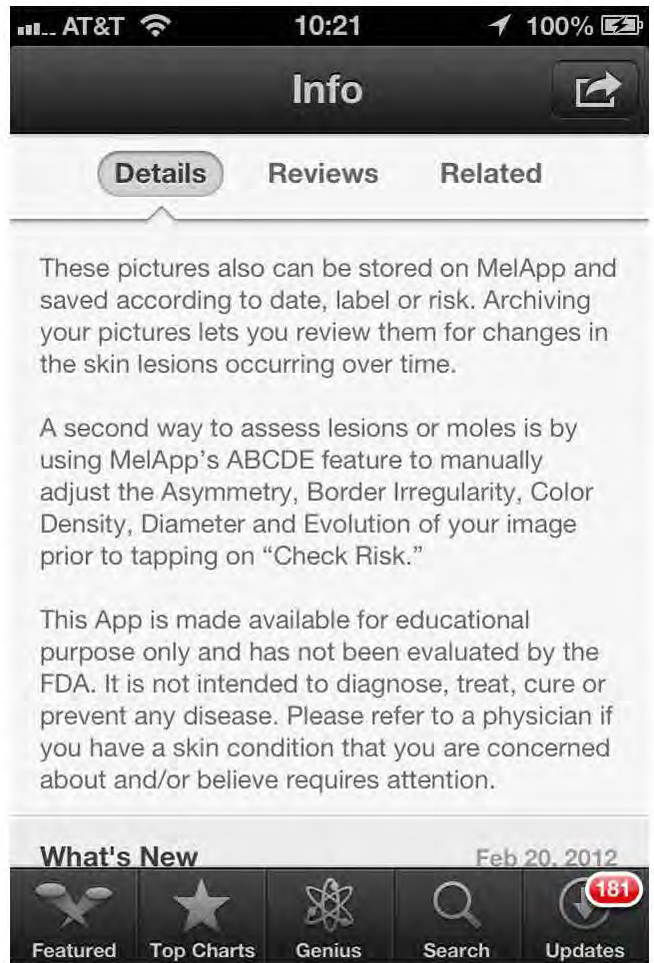 AT&T 10:21 100%
Info
Details Reviews Related
These pictures also can be stored on MelApp and
saved according to date, label or risk. Archiving
your pictures lets you review them for changes in
the skin lesions occurring over time.
A second way to assess lesions or moles is by
using MelApp's ABCDE feature to manually
adjust the Asymmetry, Border Irregularity, Color
Density, Diameter and Evolution of your image
prior to tapping on “Check Risk.”
This App is made available for educational
purpose only and has not been evaluated by the
FDA. It is not intended to diagnose, treat, cure or
prevent any disease. Please refer to a physician if
you have a skin condition that you are concerned
about and/or believe requires attention.
What's New Feb 20, 2012
181
Featured Top Charts Genius Search Updates